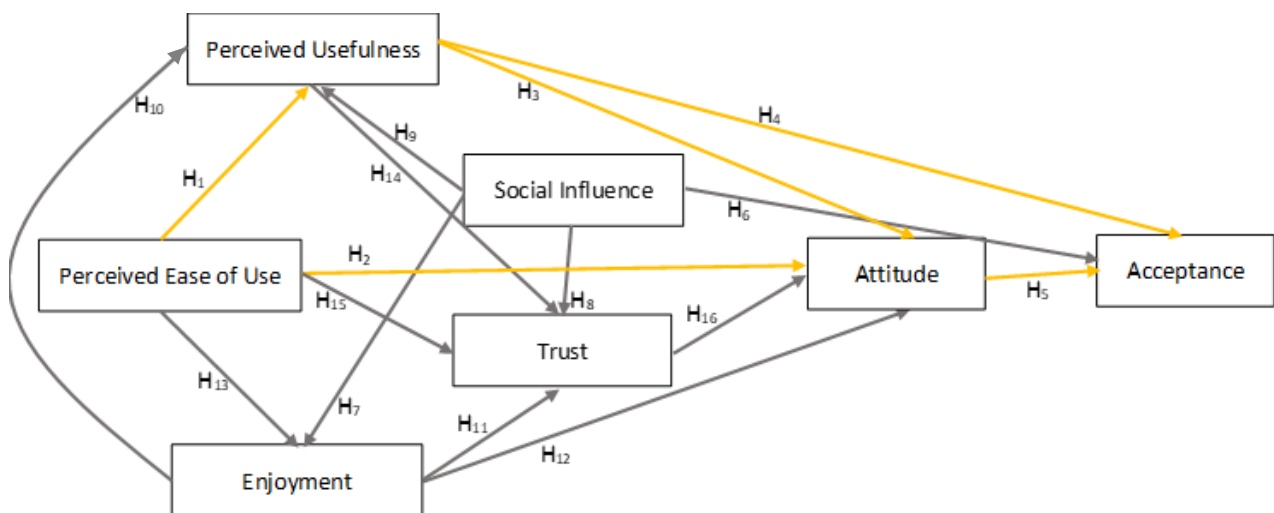 Perceived Usefulness
H10
H3
H4
H9
H1
H14
Social Influence
H6
Perceived Ease of Use
H2
Attitude
Acceptance
H15
H8
H5
H16
Trust
H13
H7
H11
H12
Enjoyment